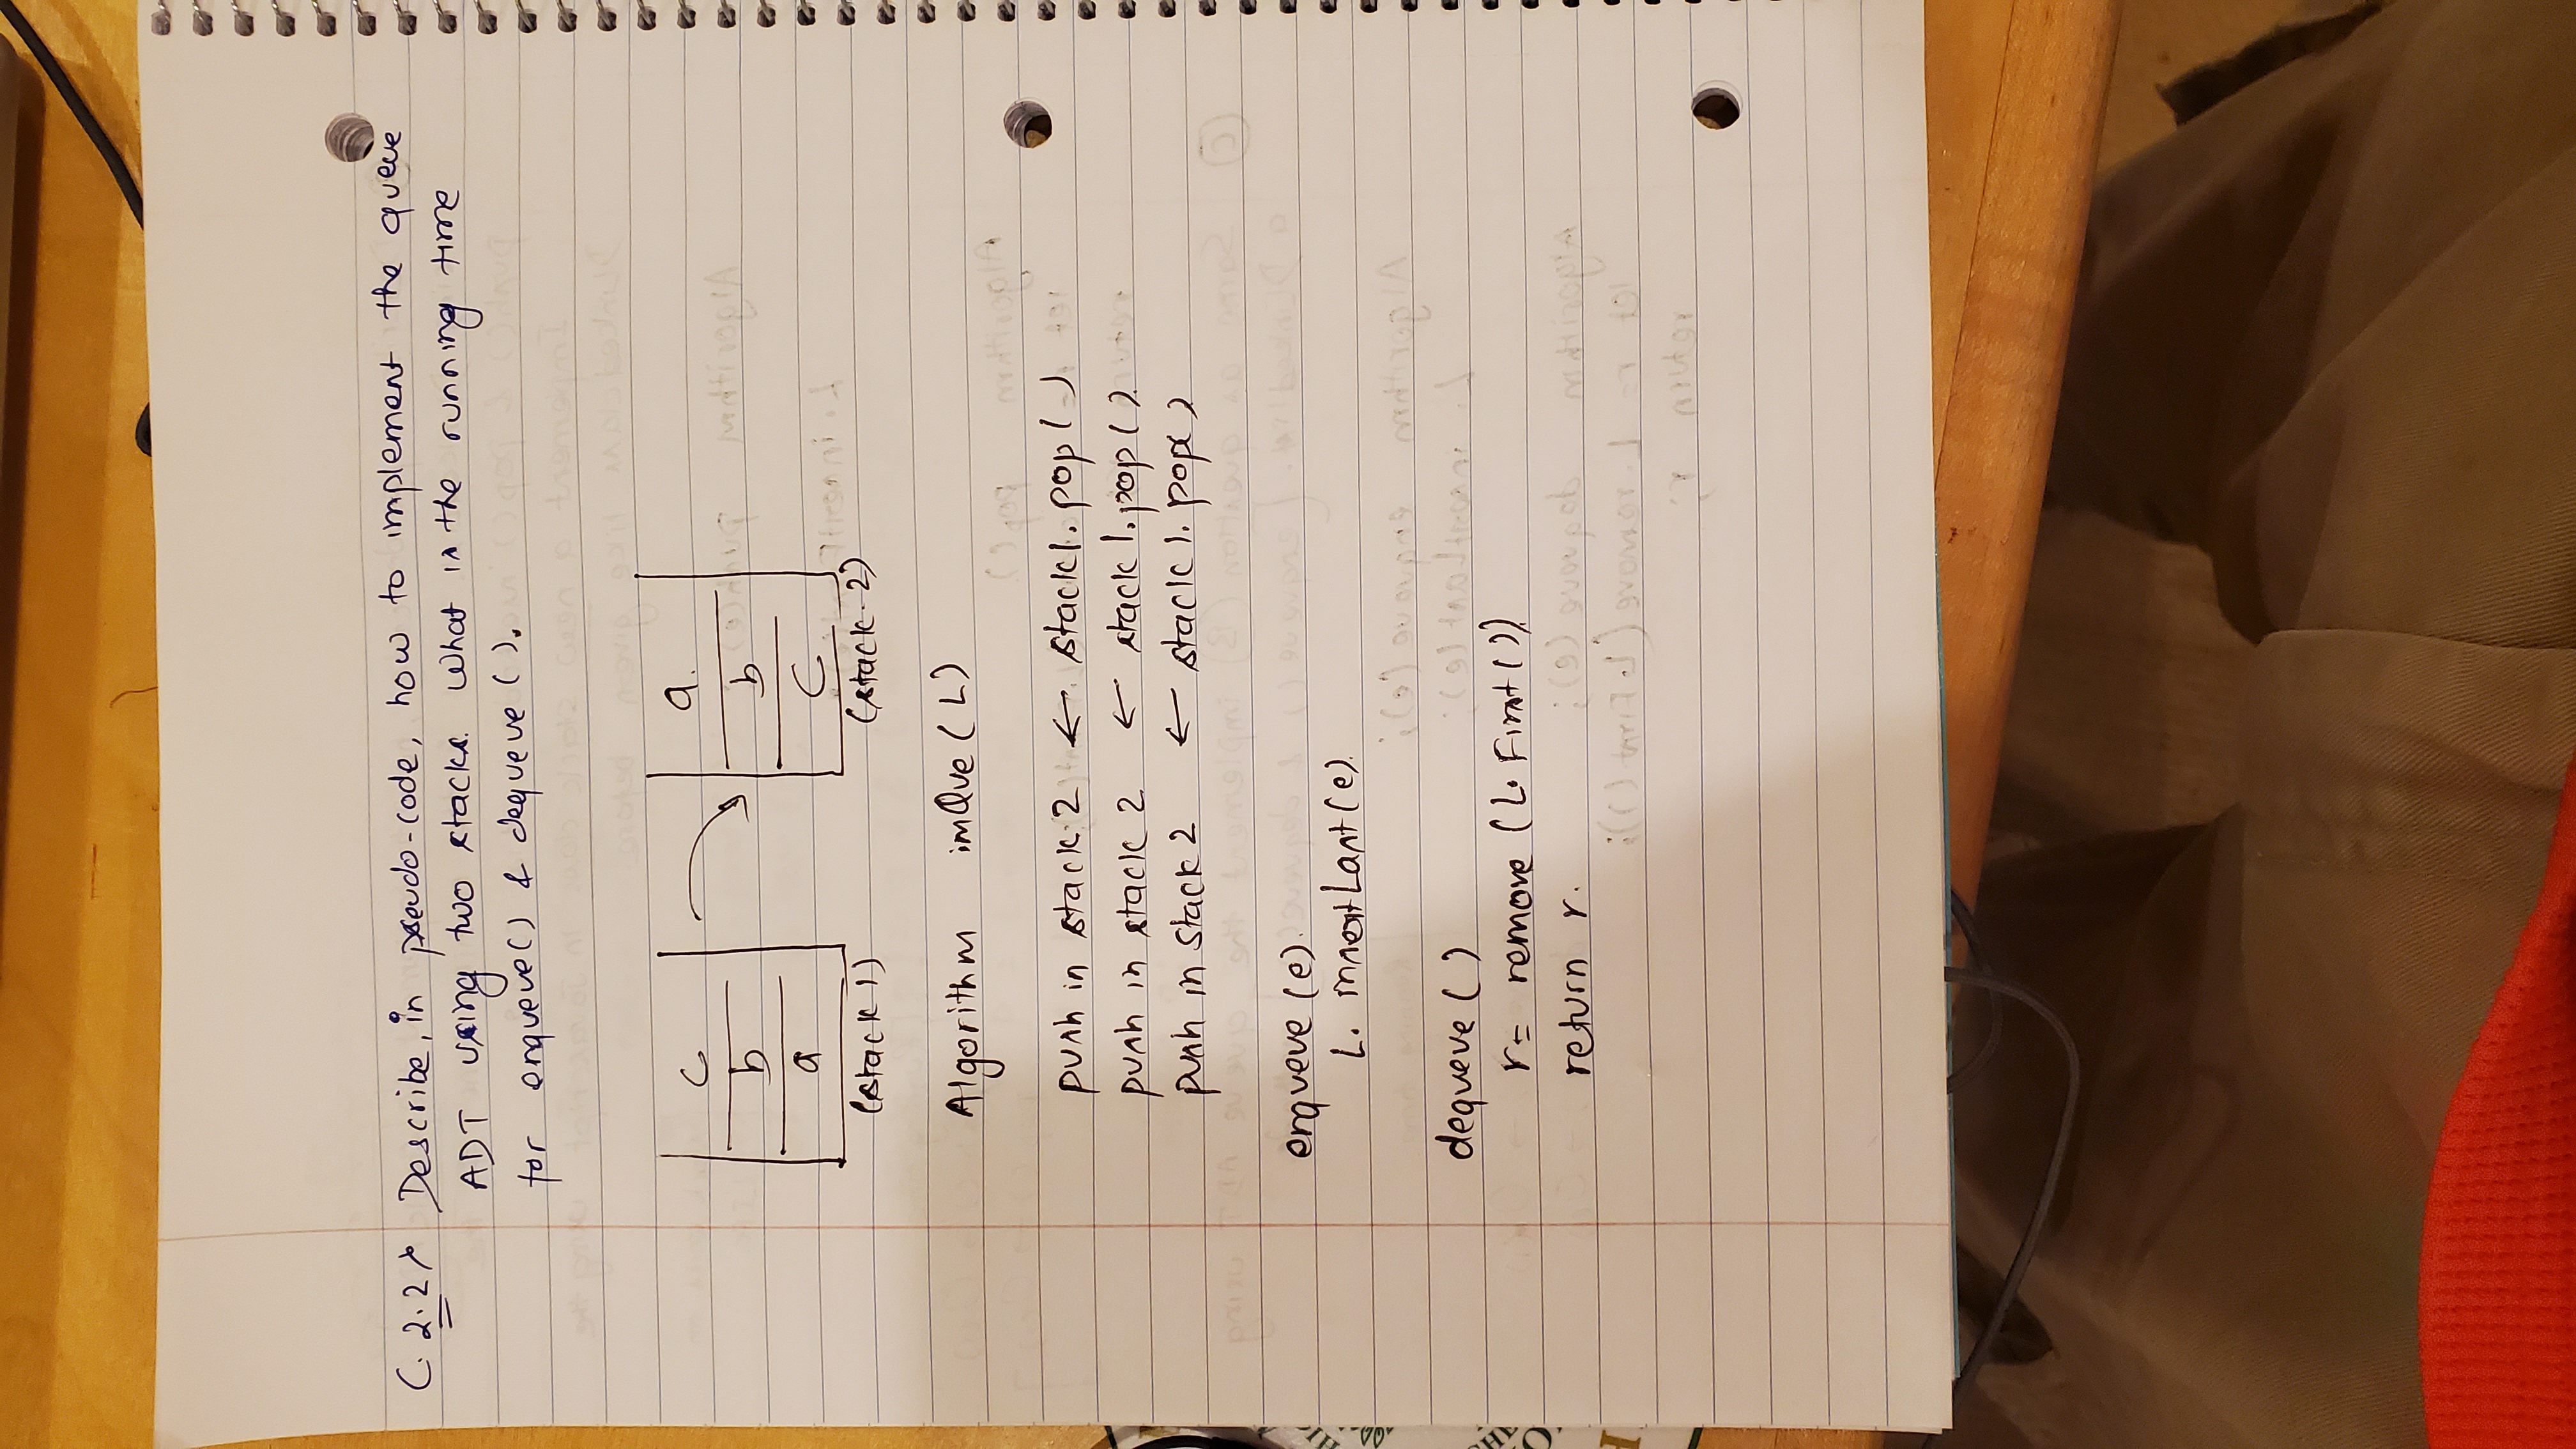 C. 2.2> Describe, in pseudo-code, how to implement the queue
ADT using two stacks. What is the running time
for enqueue() & dequeue ().
c
b
a
(stack 1)
a.
b
C
(stack 2)
Algorithm imQue (L)
push in stack 2 ← stack1. pop ( )
push in stack 2 ← stack 1. pop ( ).
push in Stack 2 ← stack 1. pop( )
enqueue (e).
L. insertLast (e).
dequeue ( )
r= remove (L. First ( )).
return r.